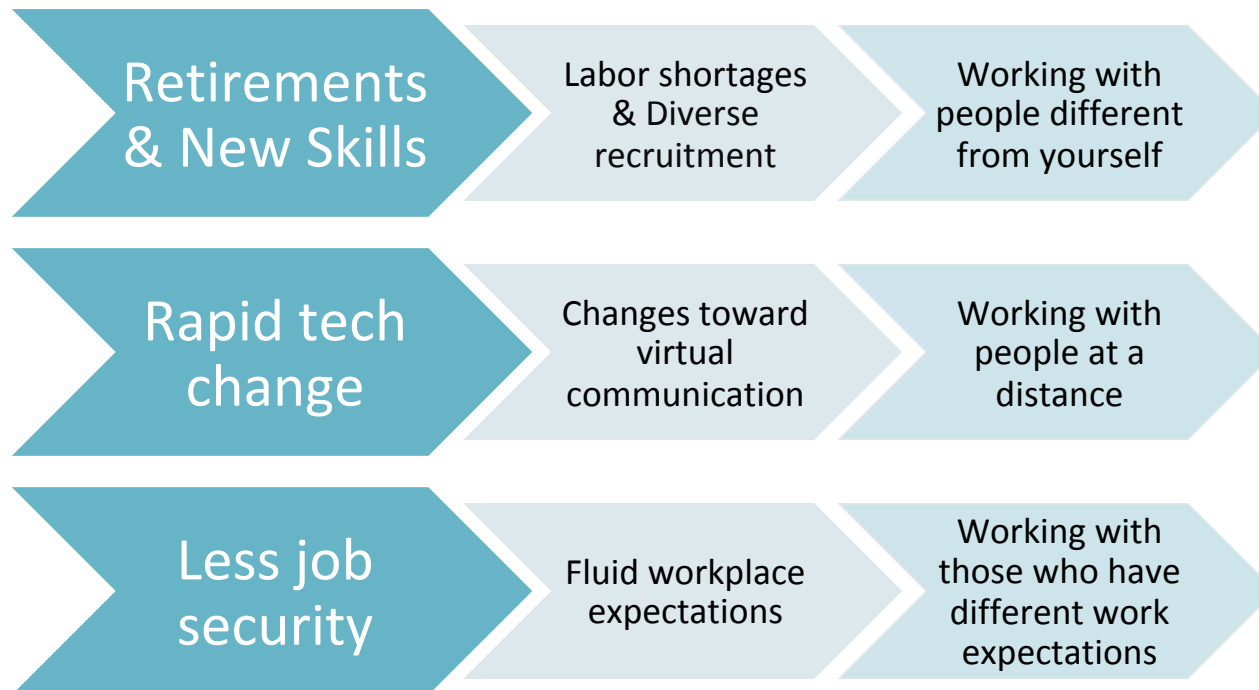 Retirements
& New Skills
Labor shortages
& Diverse
recruitment
Working with
people different
from yourself
Rapid tech
change
Changes toward
virtual
communication
Working with
people at a
distance
Less job
security
Fluid workplace
expectations
Working with
those who have
different work
expectations